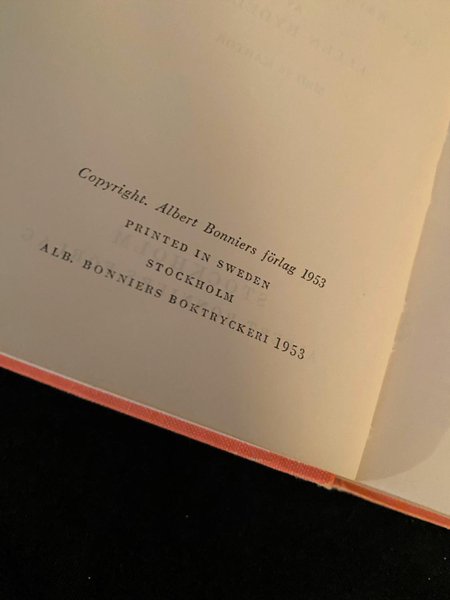 Copyright. Albert Bonniers förlag 1953
PRINTED IN SWEDEN
STOCKHOLM
ALB. BONNIERS BOKTRYCKERI 1953